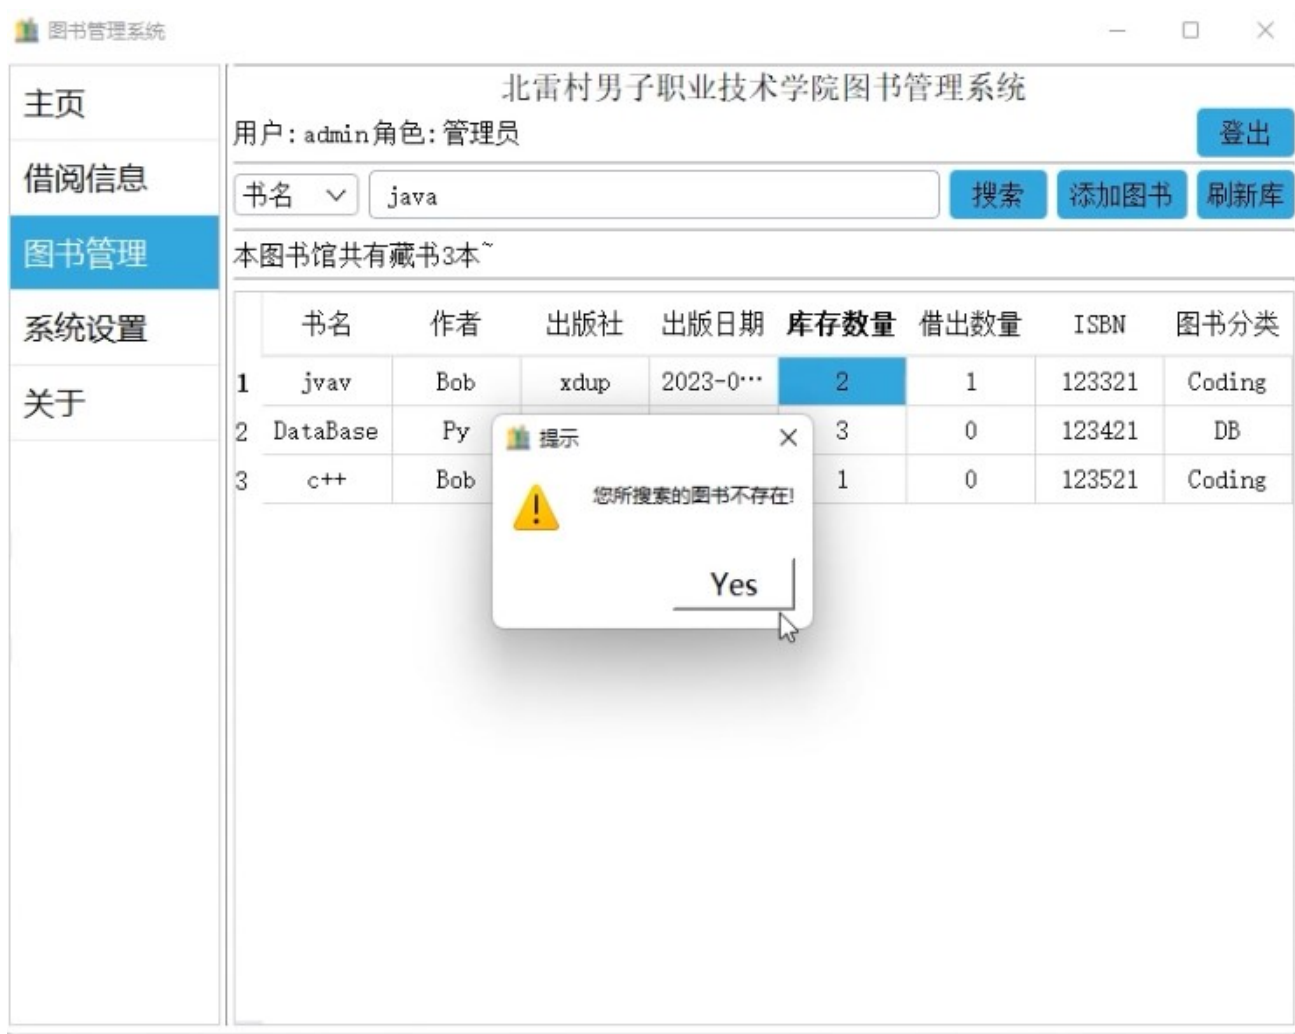 图书管理系统
主页
借阅信息
图书管理
系统设置
关于
北雷村男子职业技术学院图书管理系统
用户：admin角色：管理员
登出
书名 java 搜索 添加图书 刷新库
本图书馆共有藏书3本~
书名 作者 出版社 出版日期 库存数量 借出数量 ISBN 图书分类
1 jvav Bob xdup 2023-0… 2 1 123321 Coding
2 DataBase Py 3 0 123421 DB
3 c++ Bob 1 0 123521 Coding
提示
您所搜索的图书不存在!
Yes